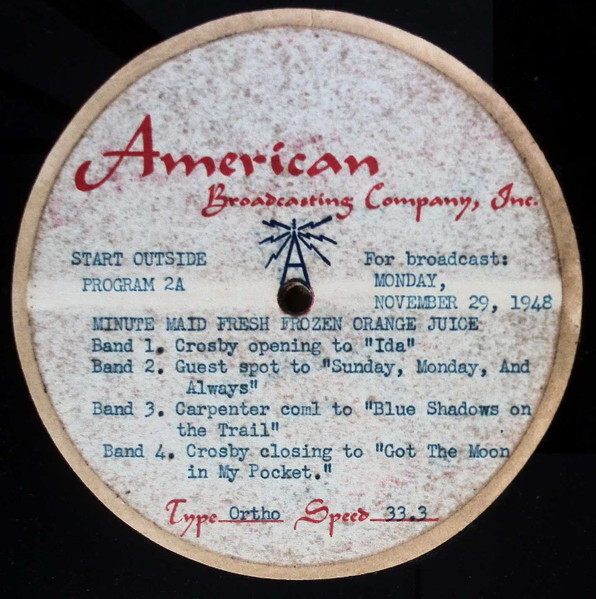 American
Broadcasting Company, Inc.
START OUTSIDE
PROGRAM 2A
For broadcast:
MONDAY,
NOVEMBER 29, 1948
MINUTE MAID FRESH FROZEN ORANGE JUICE
Band 1. Crosby opening to "Ida"
Band 2. Guest spot to "Sunday, Monday, And
Always"
Band 3. Carpenter coml to "Blue Shadows on
the Trail"
Band 4. Crosby closing to "Got The Moon
in My Pocket."
Type Ortho Speed 33.3